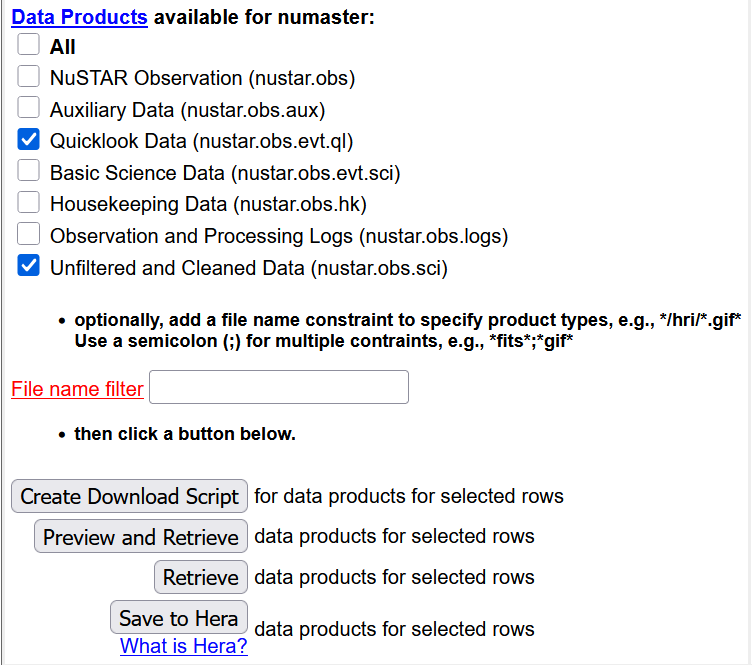 Data Products available for numaster:
All
NuSTAR Observation (nustar.obs)
Auxiliary Data (nustar.obs.aux)
Quicklook Data (nustar.obs.evt.ql)
Basic Science Data (nustar.obs.evt.sci)
Housekeeping Data (nustar.obs.hk)
Observation and Processing Logs (nustar.obs.logs)
Unfiltered and Cleaned Data (nustar.obs.sci)
• optionally, add a file name constraint to specify product types, e.g., */hri/*.gif*
Use a semicolon (;) for multiple contraints, e.g., *fits*;*gif*
File name filter
• then click a button below.
Create Download Script for data products for selected rows
Preview and Retrieve data products for selected rows
Retrieve data products for selected rows
Save to Hera data products for selected rows
What is Hera?